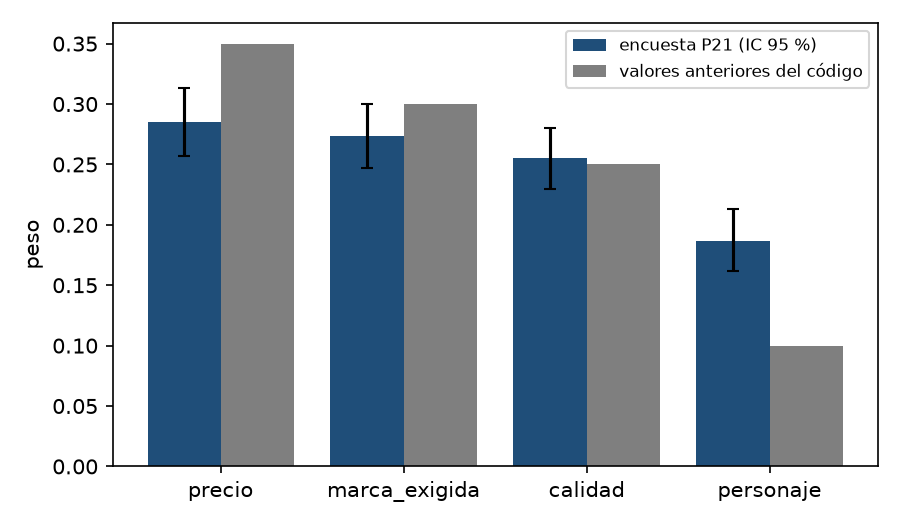 encuesta P21 (IC 95 %)
valores anteriores del código
peso
0.35
0.30
0.25
0.20
0.15
0.10
0.05
0.00
precio
marca_exigida
calidad
personaje